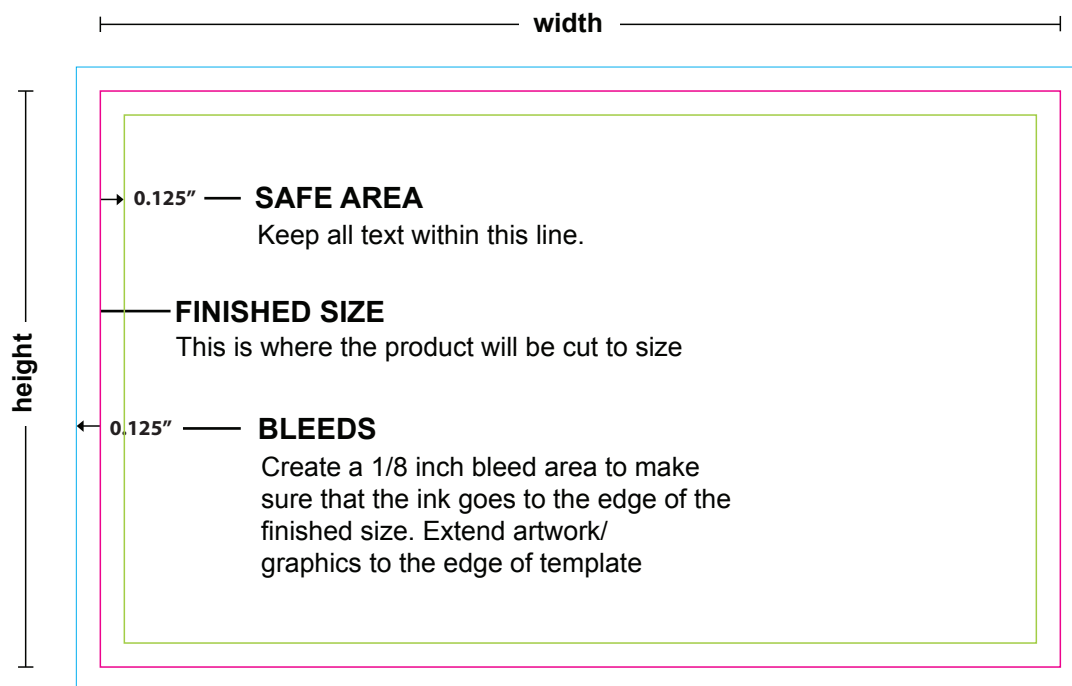 width
height
0.125” SAFE AREA
Keep all text within this line.
FINISHED SIZE
This is where the product will be cut to size
0.125” BLEEDS
Create a 1/8 inch bleed area to make
sure that the ink goes to the edge of the
finished size. Extend artwork/
graphics to the edge of template